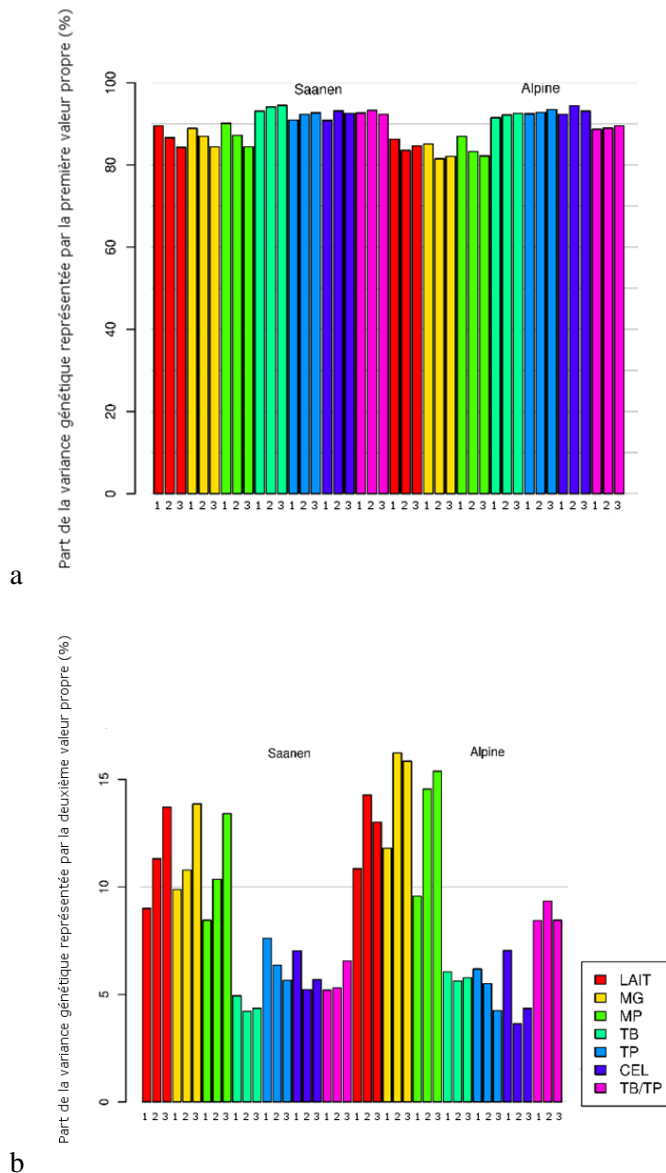 Part de la variance génétique représentée par la première valeur propre (%)
100
80
60
40
20
0
Saanen
Alpine
1 2 3 1 2 3 1 2 3 1 2 3 1 2 3 1 2 3 1 2 3 1 2 3 1 2 3 1 2 3 1 2 3 1 2 3 1 2 3 1 2 3
a
Part de la variance génétique représentée par la deuxième valeur propre (%)
15
10
5
0
Saanen
Alpine
1 2 3 1 2 3 1 2 3 1 2 3 1 2 3 1 2 3 1 2 3 1 2 3 1 2 3 1 2 3 1 2 3 1 2 3 1 2 3 1 2 3
LAIT
MG
MP
TB
TP
CEL
TB/TP
b